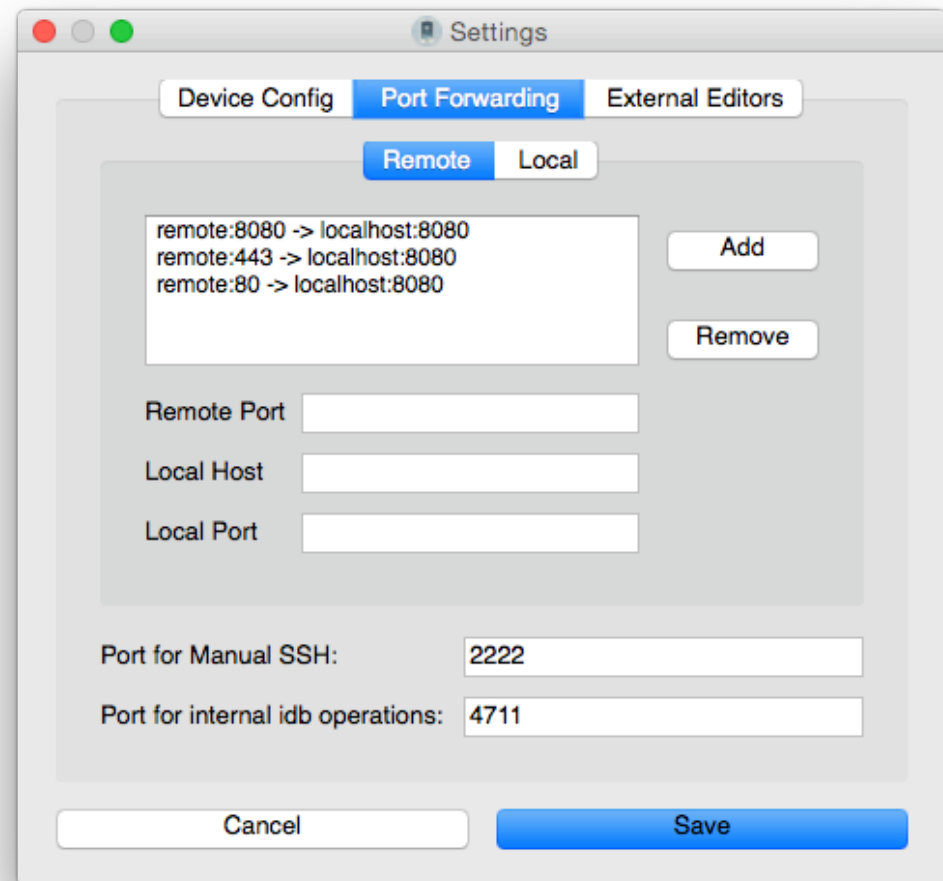 Settings
Device Config Port Forwarding External Editors
Remote Local
remote:8080 -> localhost:8080
remote:443 -> localhost:8080
remote:80 -> localhost:8080
Add
Remove
Remote Port
Local Host
Local Port
Port for Manual SSH: 2222
Port for internal idb operations: 4711
Cancel Save